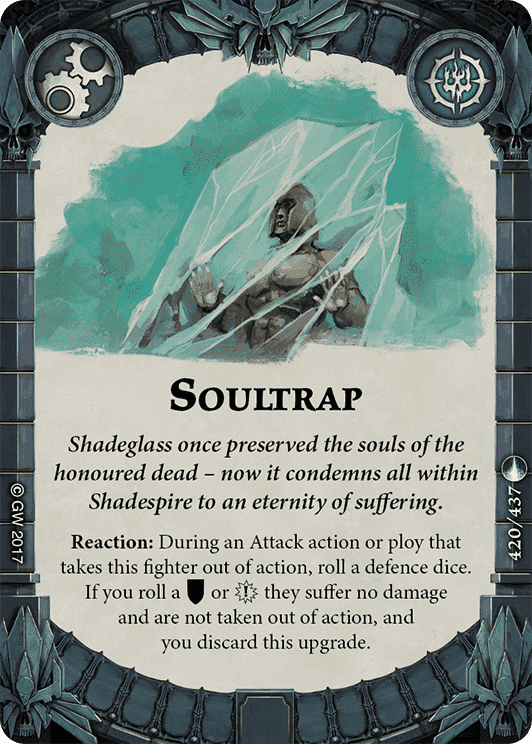 SOULTRAP
Shadeglass once preserved the souls of the
honoured dead – now it condemns all within
Shadespire to an eternity of suffering.
Reaction: During an Attack action or ploy that
takes this fighter out of action, roll a defence dice.
If you roll a or they suffer no damage
and are not taken out of action, and
you discard this upgrade.
© GW 2017
420/437